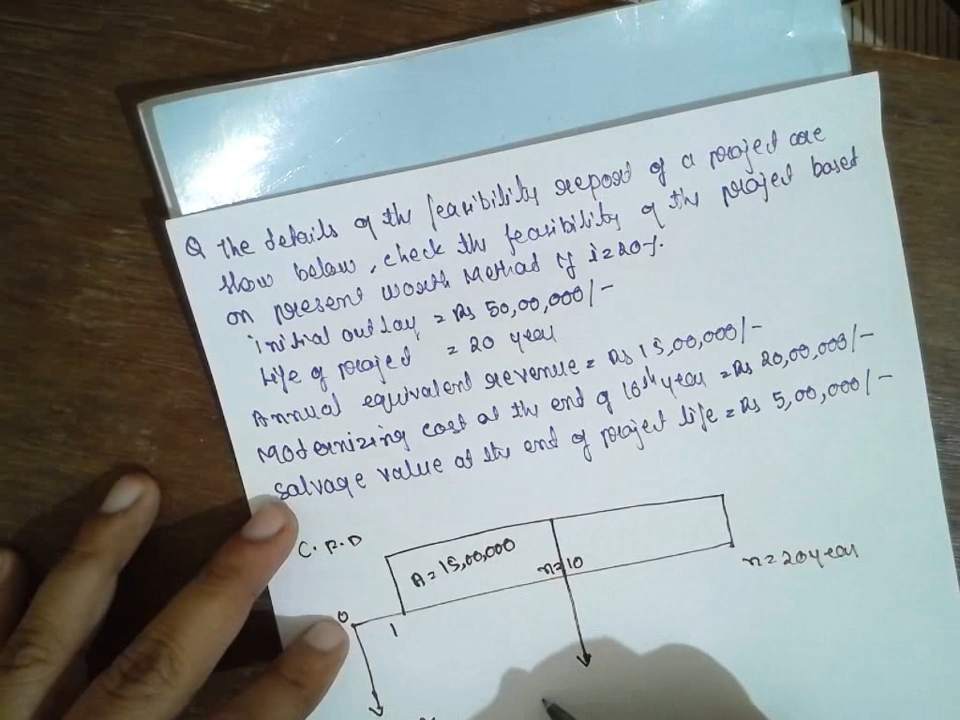 Q The details of the feasibility report of a project are
show below, check the feasibility of the project based
on present worth Method if i=20%.
initial outlay = Rs 50,00,000/-
Life of project = 20 year
Annual equivalent revenue = Rs 15,00,000/-
Modernizing cost at the end of 10th year = Rs 20,00,000/-
Salvage value at the end of project life = Rs 5,00,000/-
C.F.D
A=15,00,000
n=10
n=20year
0
1